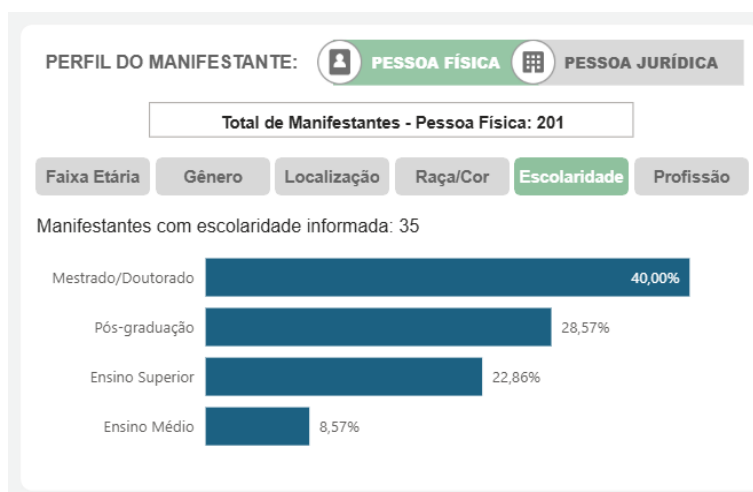 PERFIL DO MANIFESTANTE: PESSOA FÍSICA PESSOA JURÍDICA
Total de Manifestantes - Pessoa Física: 201
Faixa Etária Gênero Localização Raça/Cor Escolaridade Profissão
Manifestantes com escolaridade informada: 35
Mestrado/Doutorado 40,00%
Pós-graduação 28,57%
Ensino Superior 22,86%
Ensino Médio 8,57%